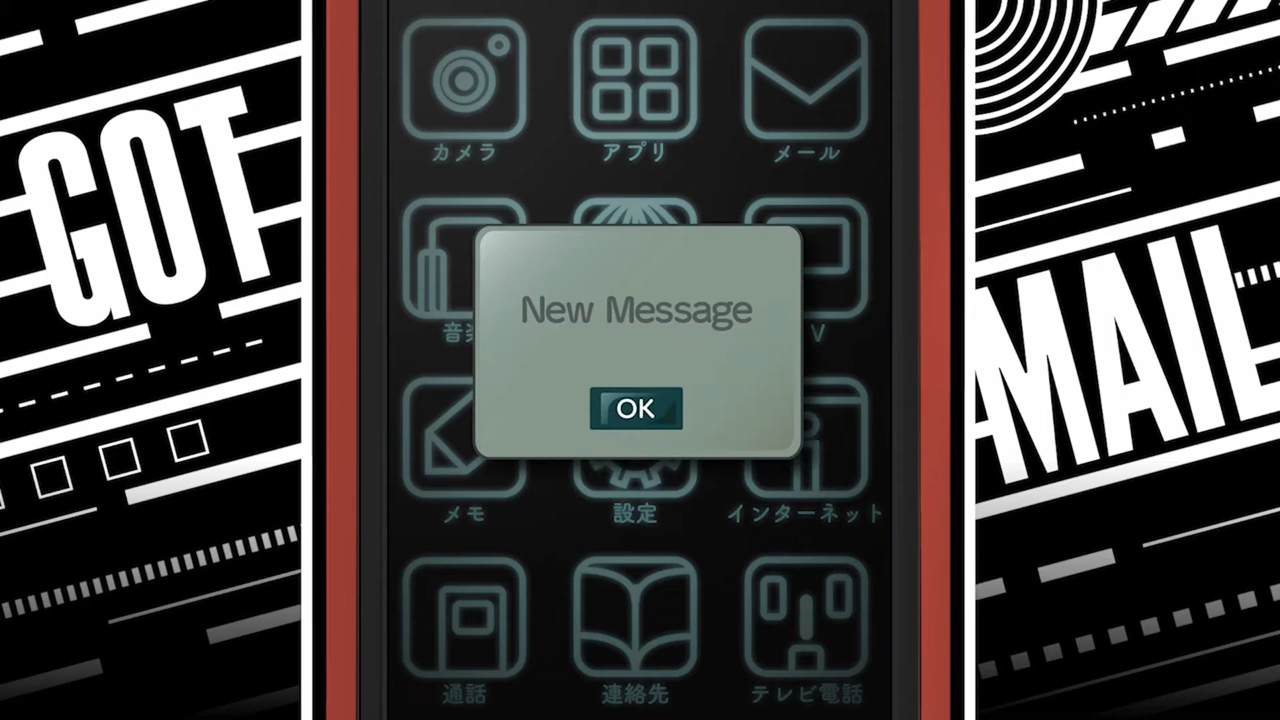 GOT
カメラ
アプリ
メール
New Message
OK
メモ
設定
インターネット
通話
連絡先
テレビ電話
MAIL